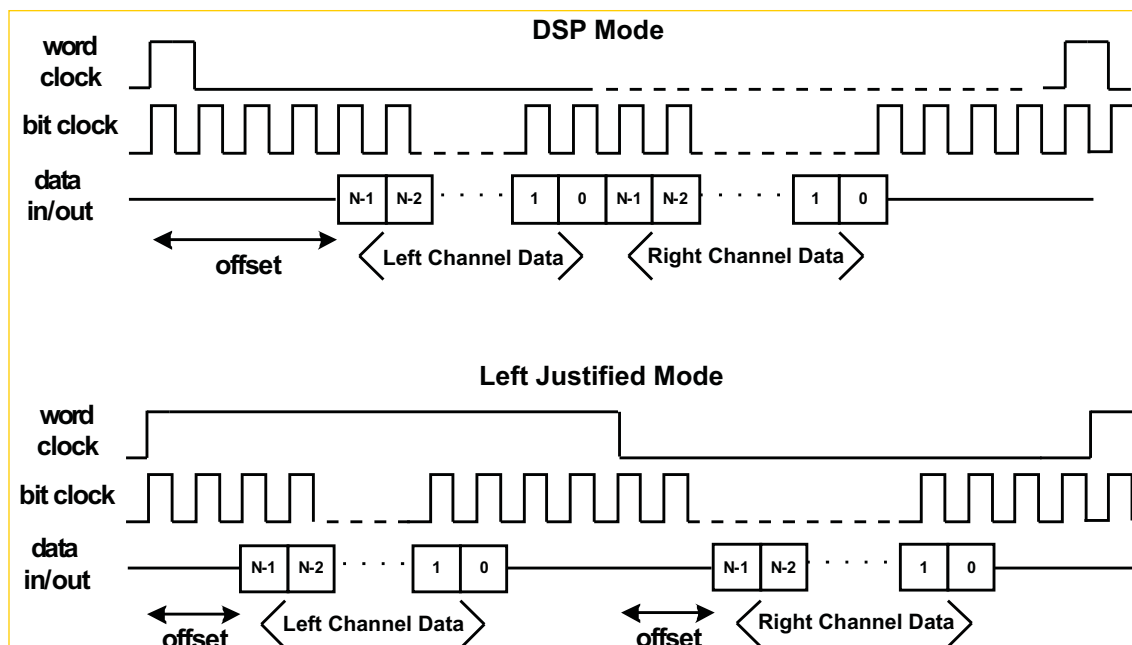 DSP Mode
word
clock
bit clock
data
in/out
N-1 N-2 . . . . 1 0 N-1 N-2 . . . . 1 0
offset
Left Channel Data
Right Channel Data
Left Justified Mode
word
clock
bit clock
data
in/out
N-1 N-2 . . . . 1 0 N-1 N-2 . . . . . 1 0
offset
Left Channel Data
offset
Right Channel Data